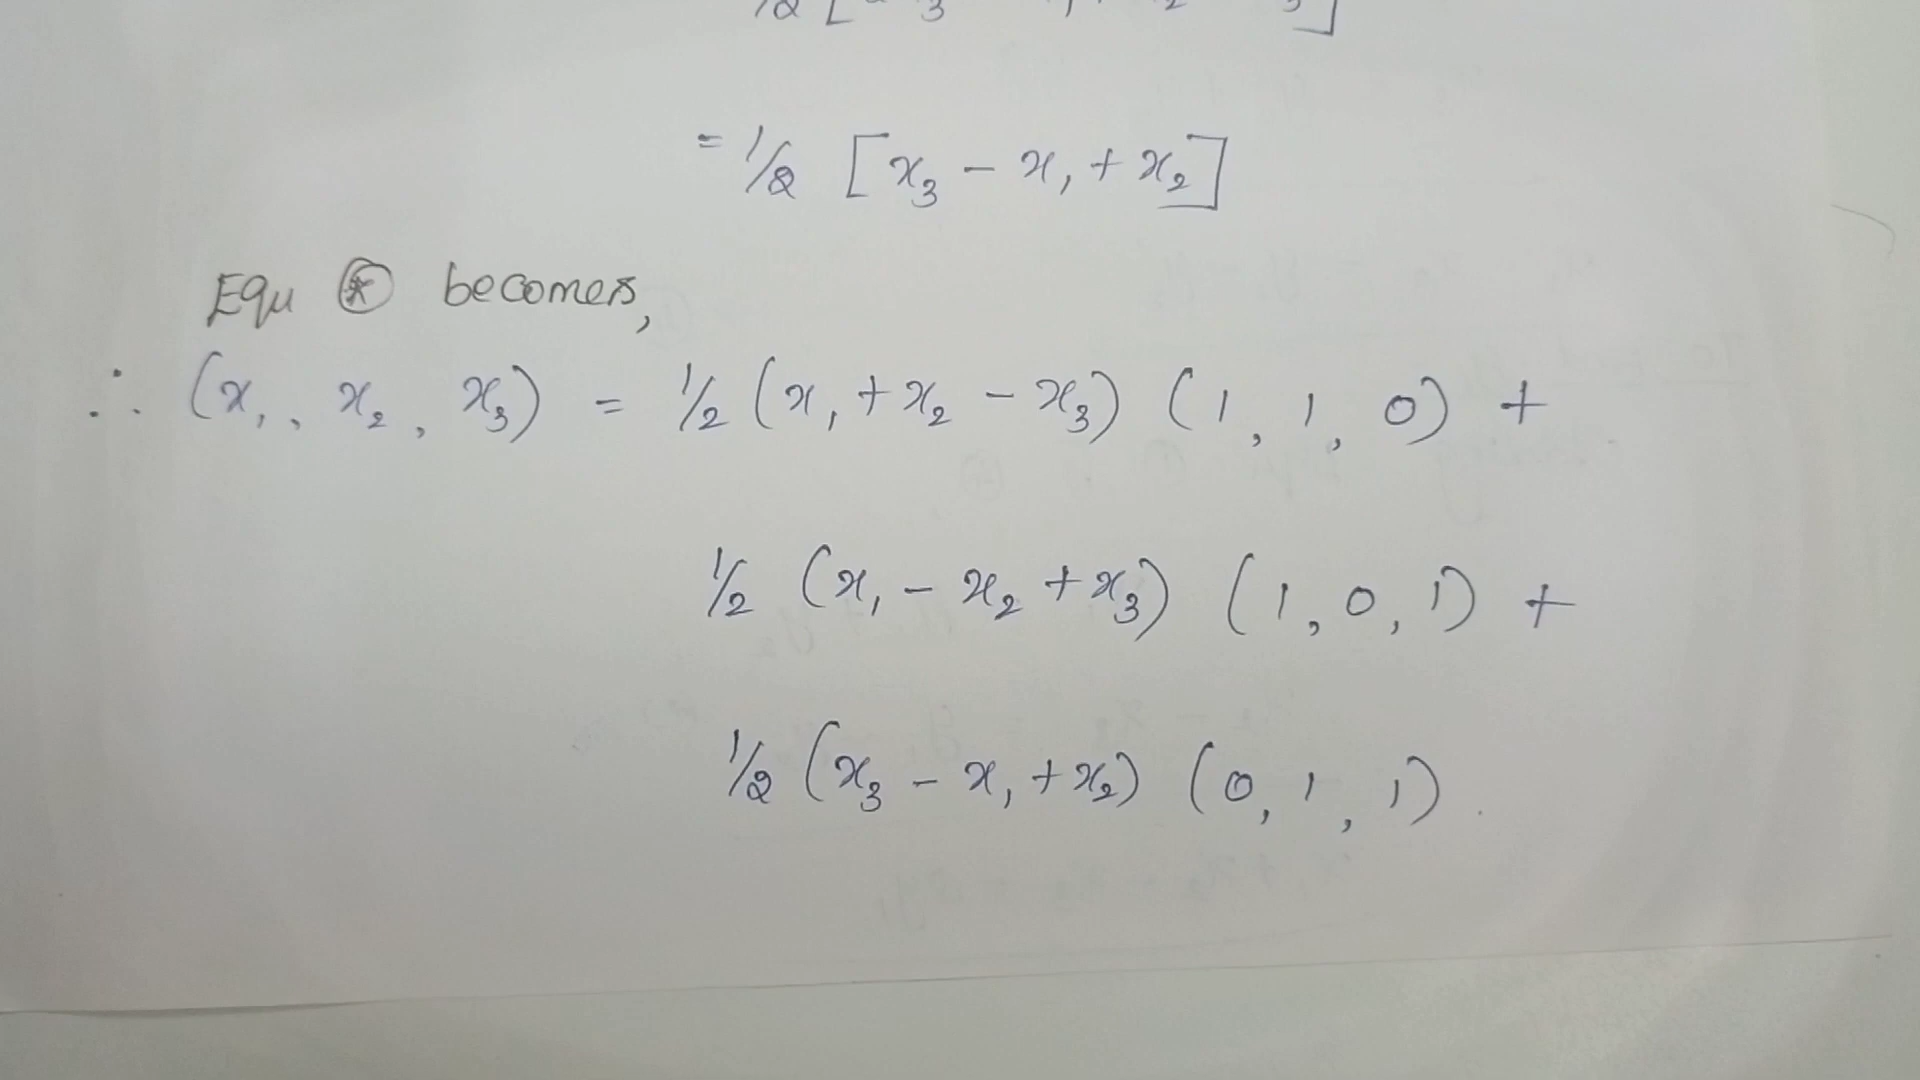 = 1/2 [x₃ - x₁ + x₂]
Equ ⊛ becomes,
∴ (x₁, x₂, x₃) = 1/2 (x₁ + x₂ - x₃) (1, 1, 0) +
1/2 (x₁ - x₂ + x₃) (1, 0, 1) +
1/2 (x₃ - x₁ + x₂) (0, 1, 1).